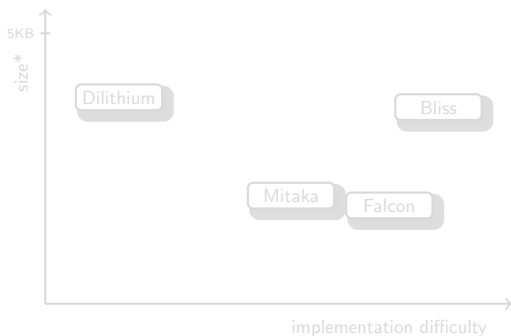 5KB
size*
Dilithium
Bliss
Mitaka
Falcon
implementation difficulty